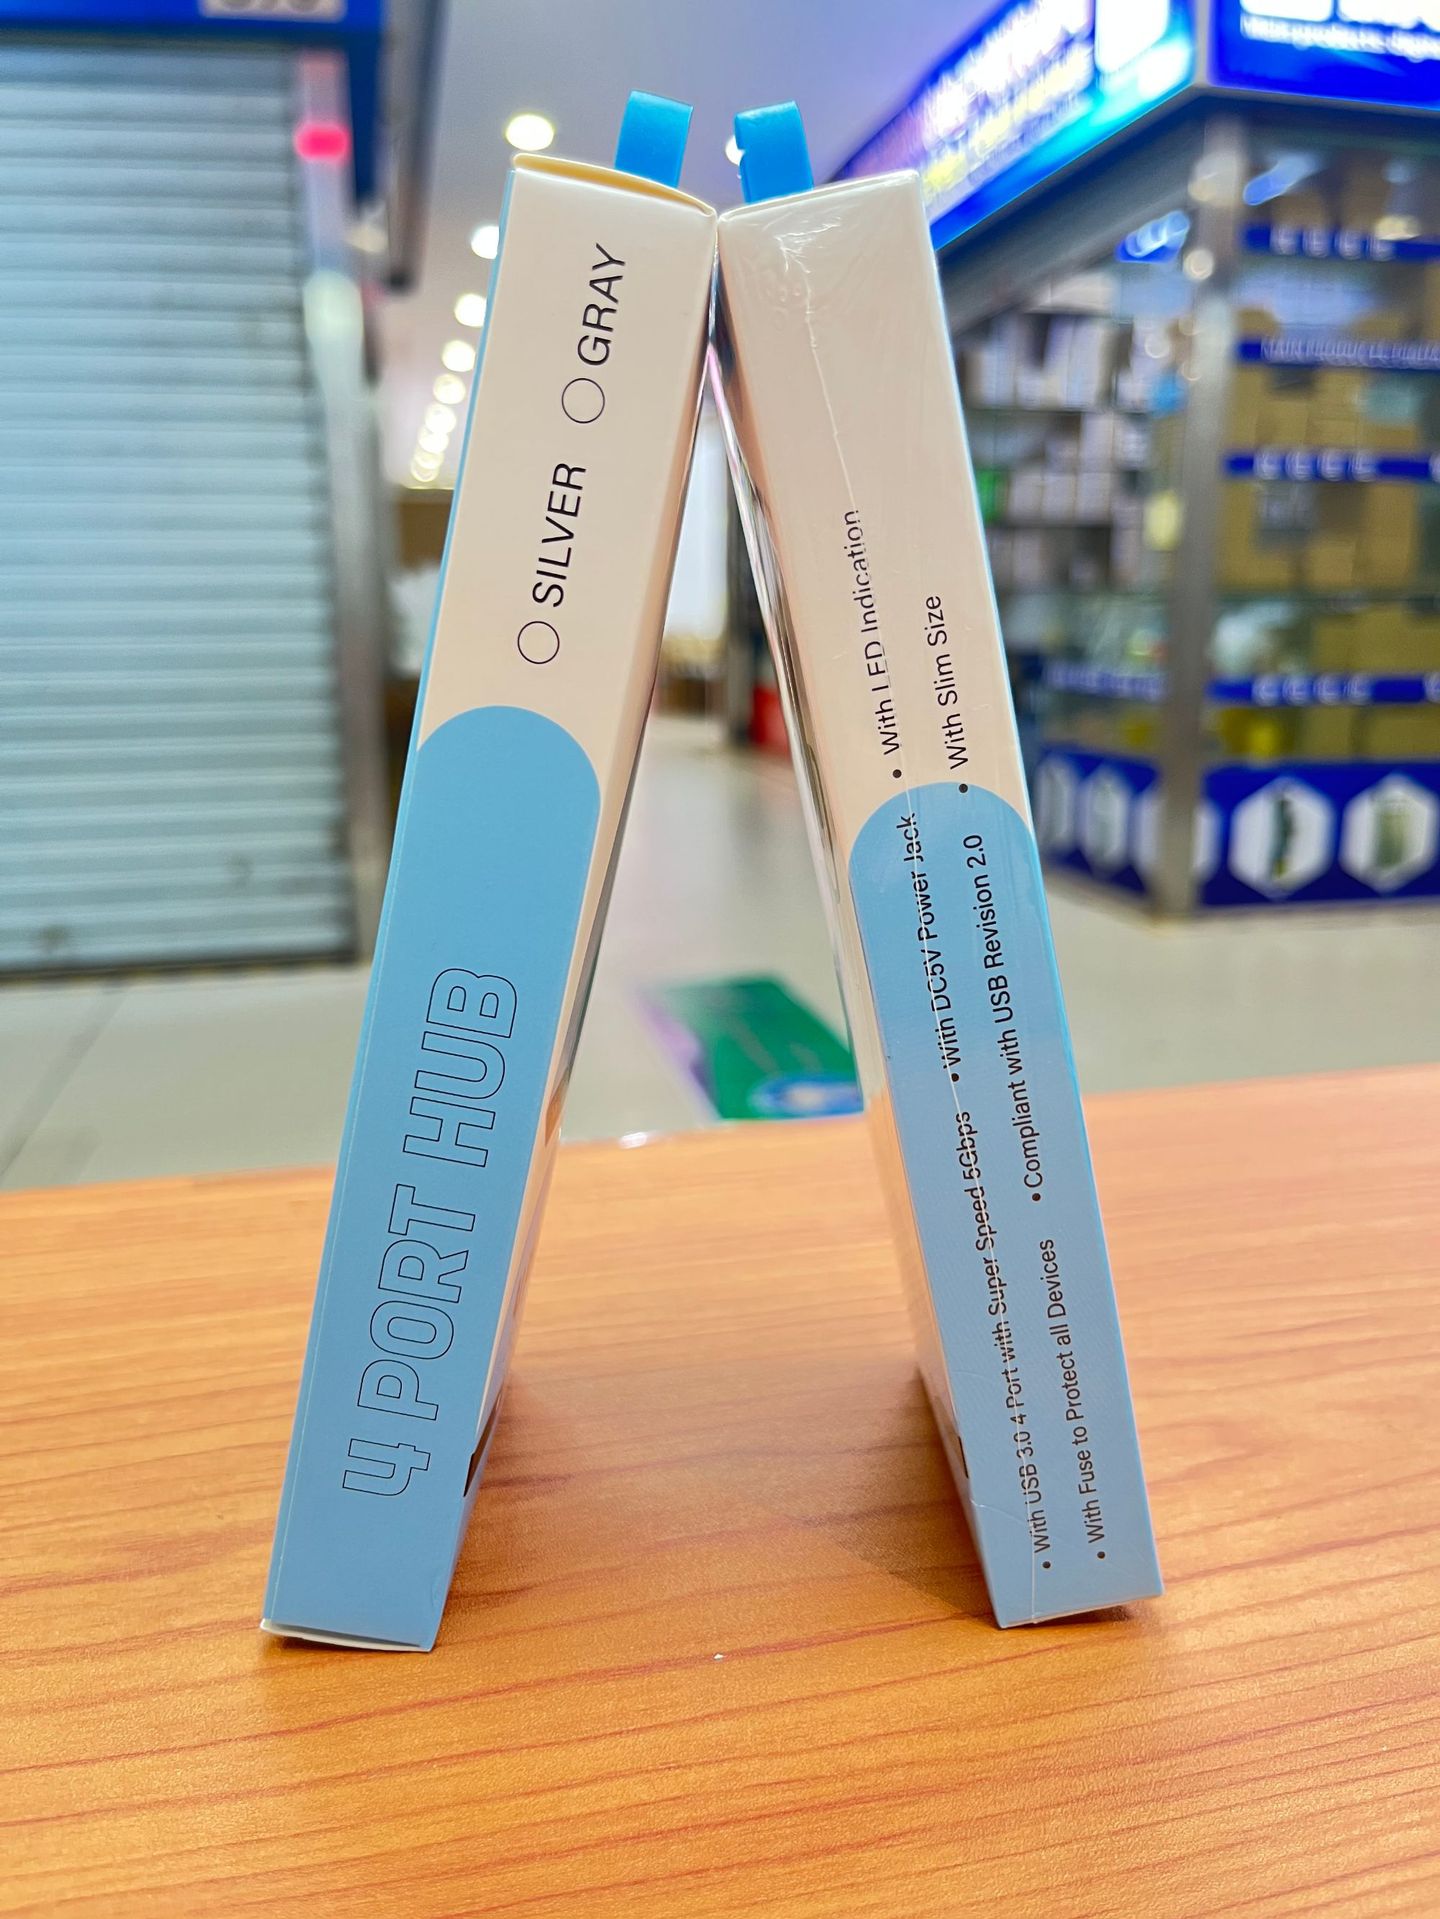 SILVER GRAY
4 PORT HUB
• With USB 3.0 4 Port with Super Speed 5Gbps • With DC5V Power Jack • With LED Indication
• With Fuse to Protect all Devices • Compliant with USB Revision 2.0 • With Slim Size